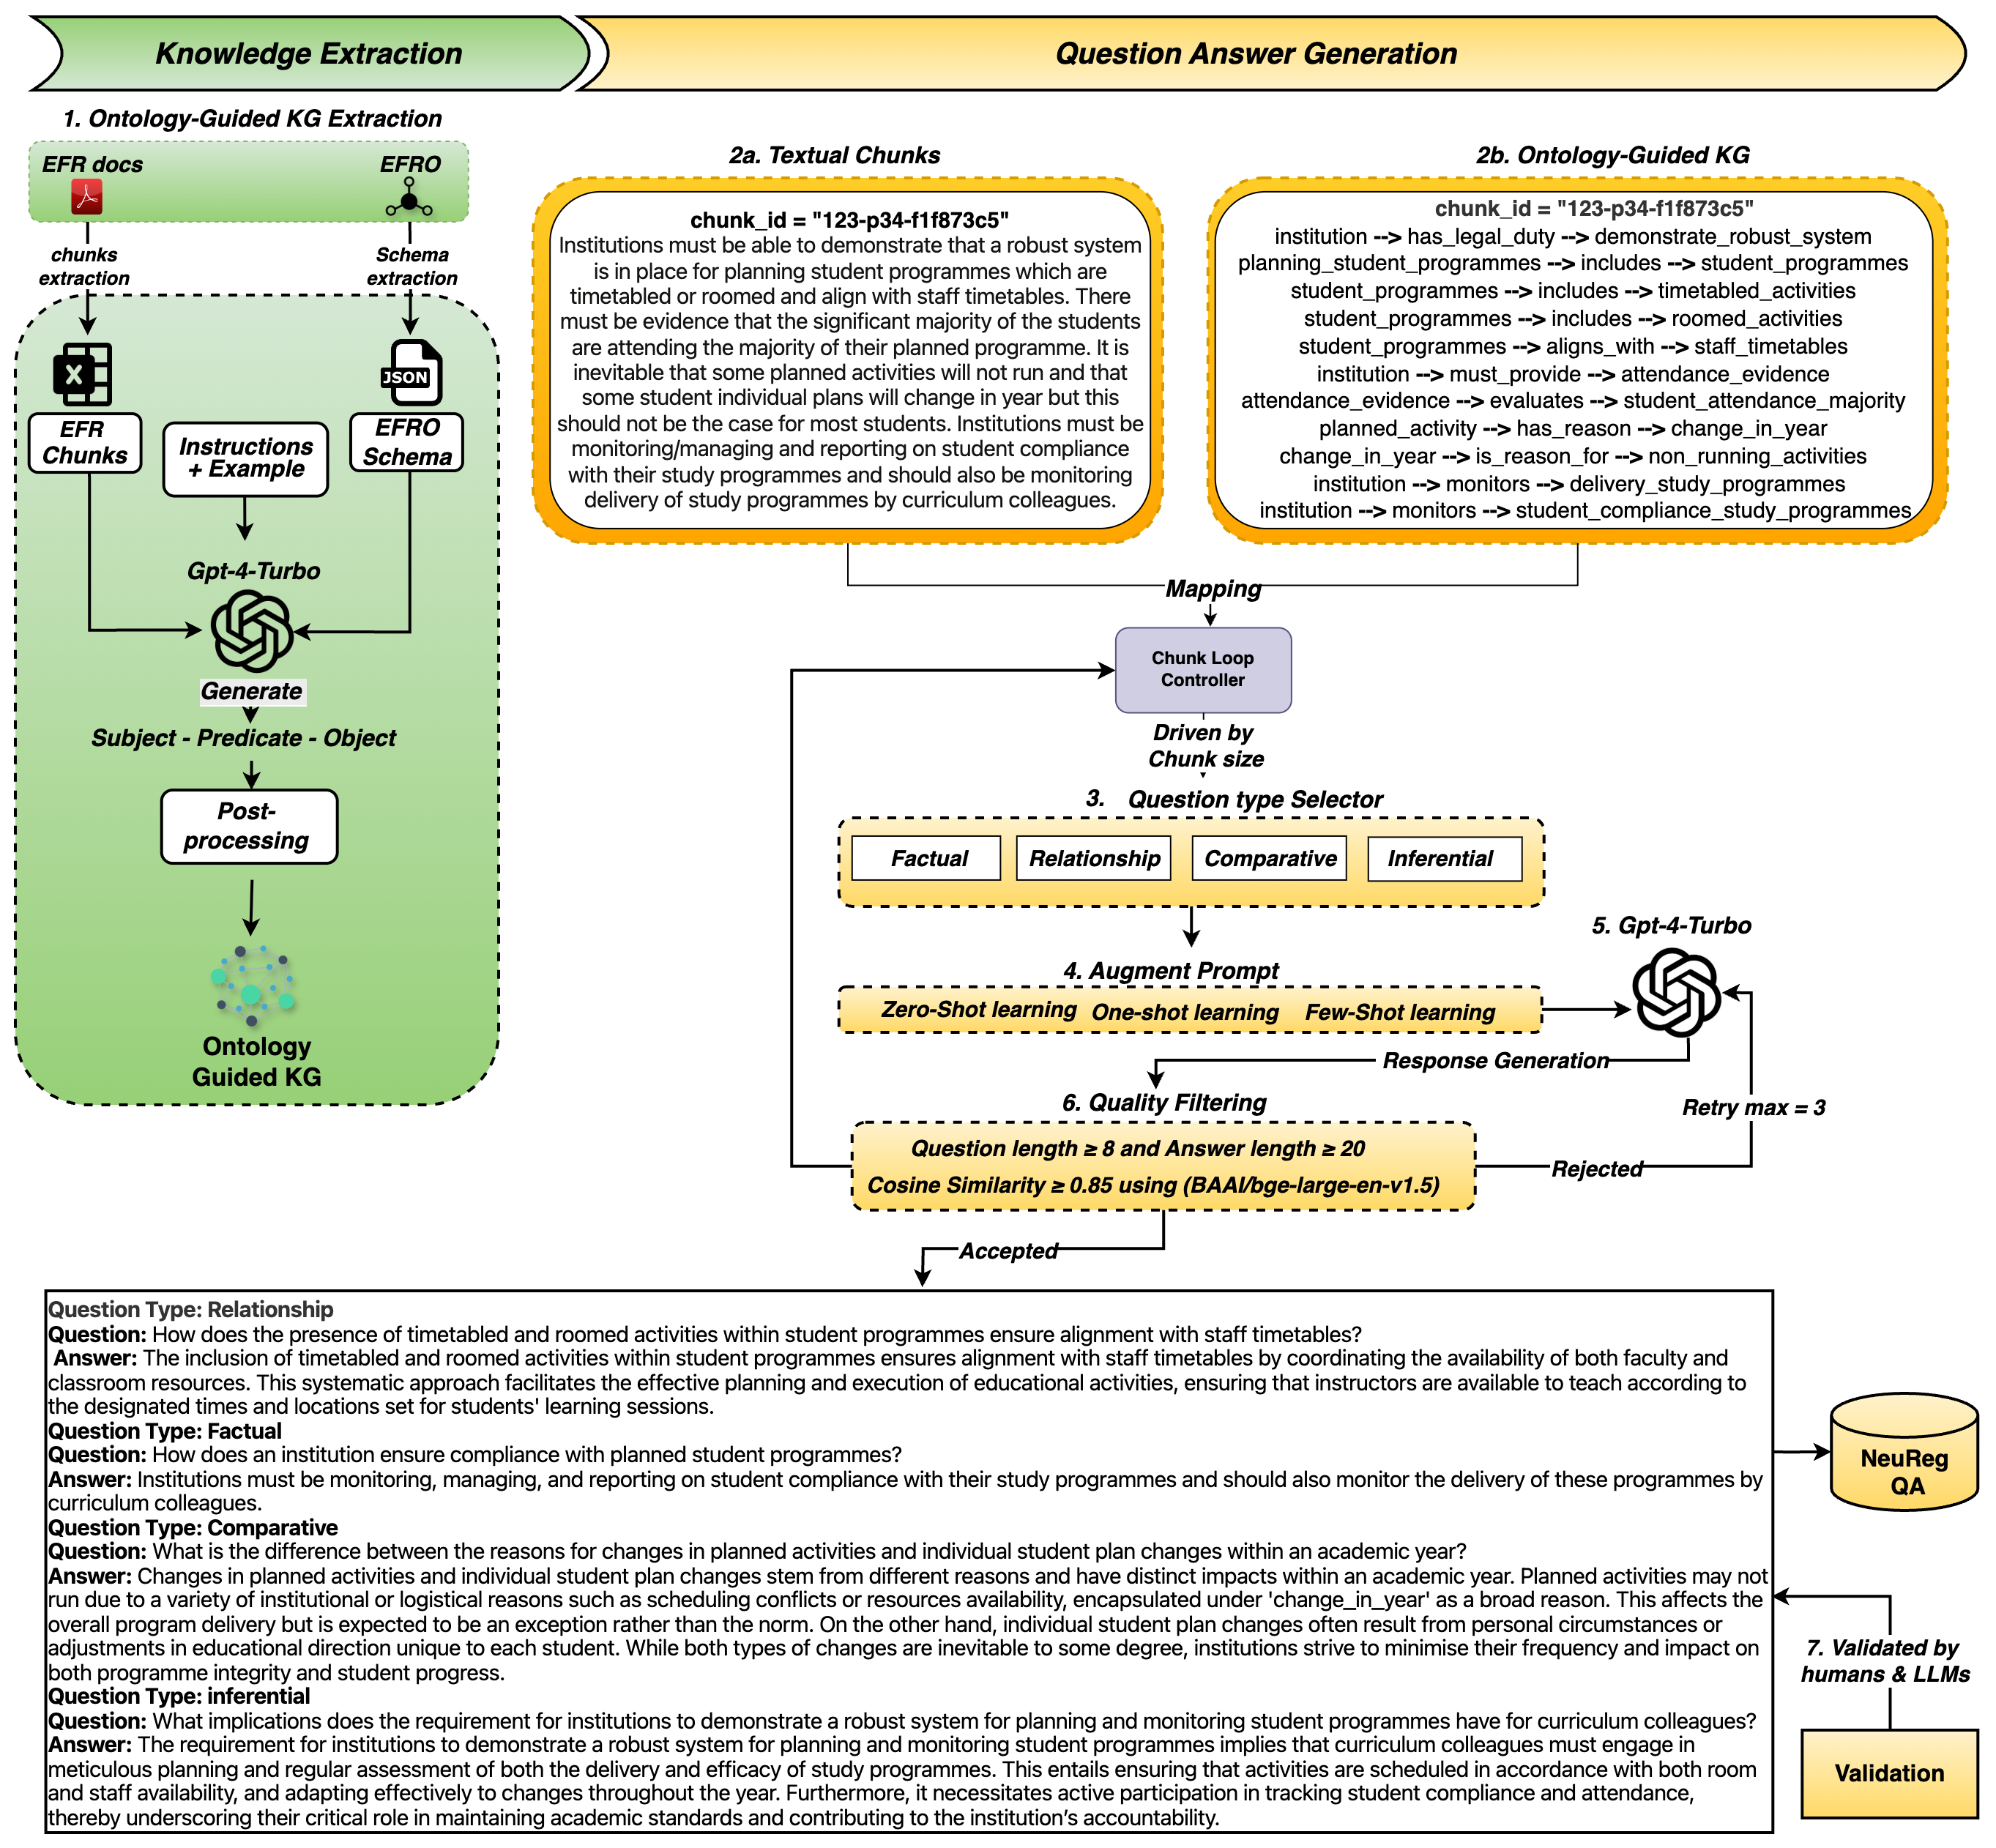 Knowledge Extraction
Question Answer Generation
1. Ontology-Guided KG Extraction
EFR docs
EFRO
chunks
extraction
Schema
extraction
X
JSON
EFR
Chunks
Instructions
+ Example
EFRO
Schema
Gpt-4-Turbo
Generate
Subject - Predicate - Object
Post-
processing
Ontology
Guided KG
2a. Textual Chunks
chunk_id = "123-p34-f1f873c5"
Institutions must be able to demonstrate that a robust system
is in place for planning student programmes which are
timetabled or roomed and align with staff timetables. There
must be evidence that the significant majority of the students
are attending the majority of their planned programme. It is
inevitable that some planned activities will not run and that
some student individual plans will change in year but this
should not be the case for most students. Institutions must be
monitoring/managing and reporting on student compliance
with their study programmes and should also be monitoring
delivery of study programmes by curriculum colleagues.
2b. Ontology-Guided KG
chunk_id = "123-p34-f1f873c5"
institution --> has_legal_duty --> demonstrate_robust_system
planning_student_programmes --> includes --> student_programmes
student_programmes --> includes --> timetabled_activities
student_programmes --> includes --> roomed_activities
student_programmes --> aligns_with --> staff_timetables
institution --> must_provide --> attendance_evidence
attendance_evidence --> evaluates --> student_attendance_majority
planned_activity --> has_reason --> change_in_year
change_in_year --> is_reason_for --> non_running_activities
institution --> monitors --> delivery_study_programmes
institution --> monitors --> student_compliance_study_programmes
Mapping
Chunk Loop
Controller
Driven by
Chunk size
3. Question type Selector
Factual
Relationship
Comparative
Inferential
4. Augment Prompt
Zero-Shot learning One-shot learning Few-Shot learning
5. Gpt-4-Turbo
Response Generation
Retry max = 3
6. Quality Filtering
Question length ≥ 8 and Answer length ≥ 20
Cosine Similarity ≥ 0.85 using (BAAI/bge-large-en-v1.5)
Rejected
Accepted
Question Type: Relationship
Question: How does the presence of timetabled and roomed activities within student programmes ensure alignment with staff timetables?
Answer: The inclusion of timetabled and roomed activities within student programmes ensures alignment with staff timetables by coordinating the availability of both faculty and
classroom resources. This systematic approach facilitates the effective planning and execution of educational activities, ensuring that instructors are available to teach according to
the designated times and locations set for students' learning sessions.
Question Type: Factual
Question: How does an institution ensure compliance with planned student programmes?
Answer: Institutions must be monitoring, managing, and reporting on student compliance with their study programmes and should also monitor the delivery of these programmes by
curriculum colleagues.
Question Type: Comparative
Question: What is the difference between the reasons for changes in planned activities and individual student plan changes within an academic year?
Answer: Changes in planned activities and individual student plan changes stem from different reasons and have distinct impacts within an academic year. Planned activities may not
run due to a variety of institutional or logistical reasons such as scheduling conflicts or resources availability, encapsulated under 'change_in_year' as a broad reason. This affects the
overall program delivery but is expected to be an exception rather than the norm. On the other hand, individual student plan changes often result from personal circumstances or
adjustments in educational direction unique to each student. While both types of changes are inevitable to some degree, institutions strive to minimise their frequency and impact on
both programme integrity and student progress.
Question Type: inferential
Question: What implications does the requirement for institutions to demonstrate a robust system for planning and monitoring student programmes have for curriculum colleagues?
Answer: The requirement for institutions to demonstrate a robust system for planning and monitoring student programmes implies that curriculum colleagues must engage in
meticulous planning and regular assessment of both the delivery and efficacy of study programmes. This entails ensuring that activities are scheduled in accordance with both room
and staff availability, and adapting effectively to changes throughout the year. Furthermore, it necessitates active participation in tracking student compliance and attendance,
thereby underscoring their critical role in maintaining academic standards and contributing to the institution’s accountability.
NeuReg
QA
7. Validated by
humans & LLMs
Validation